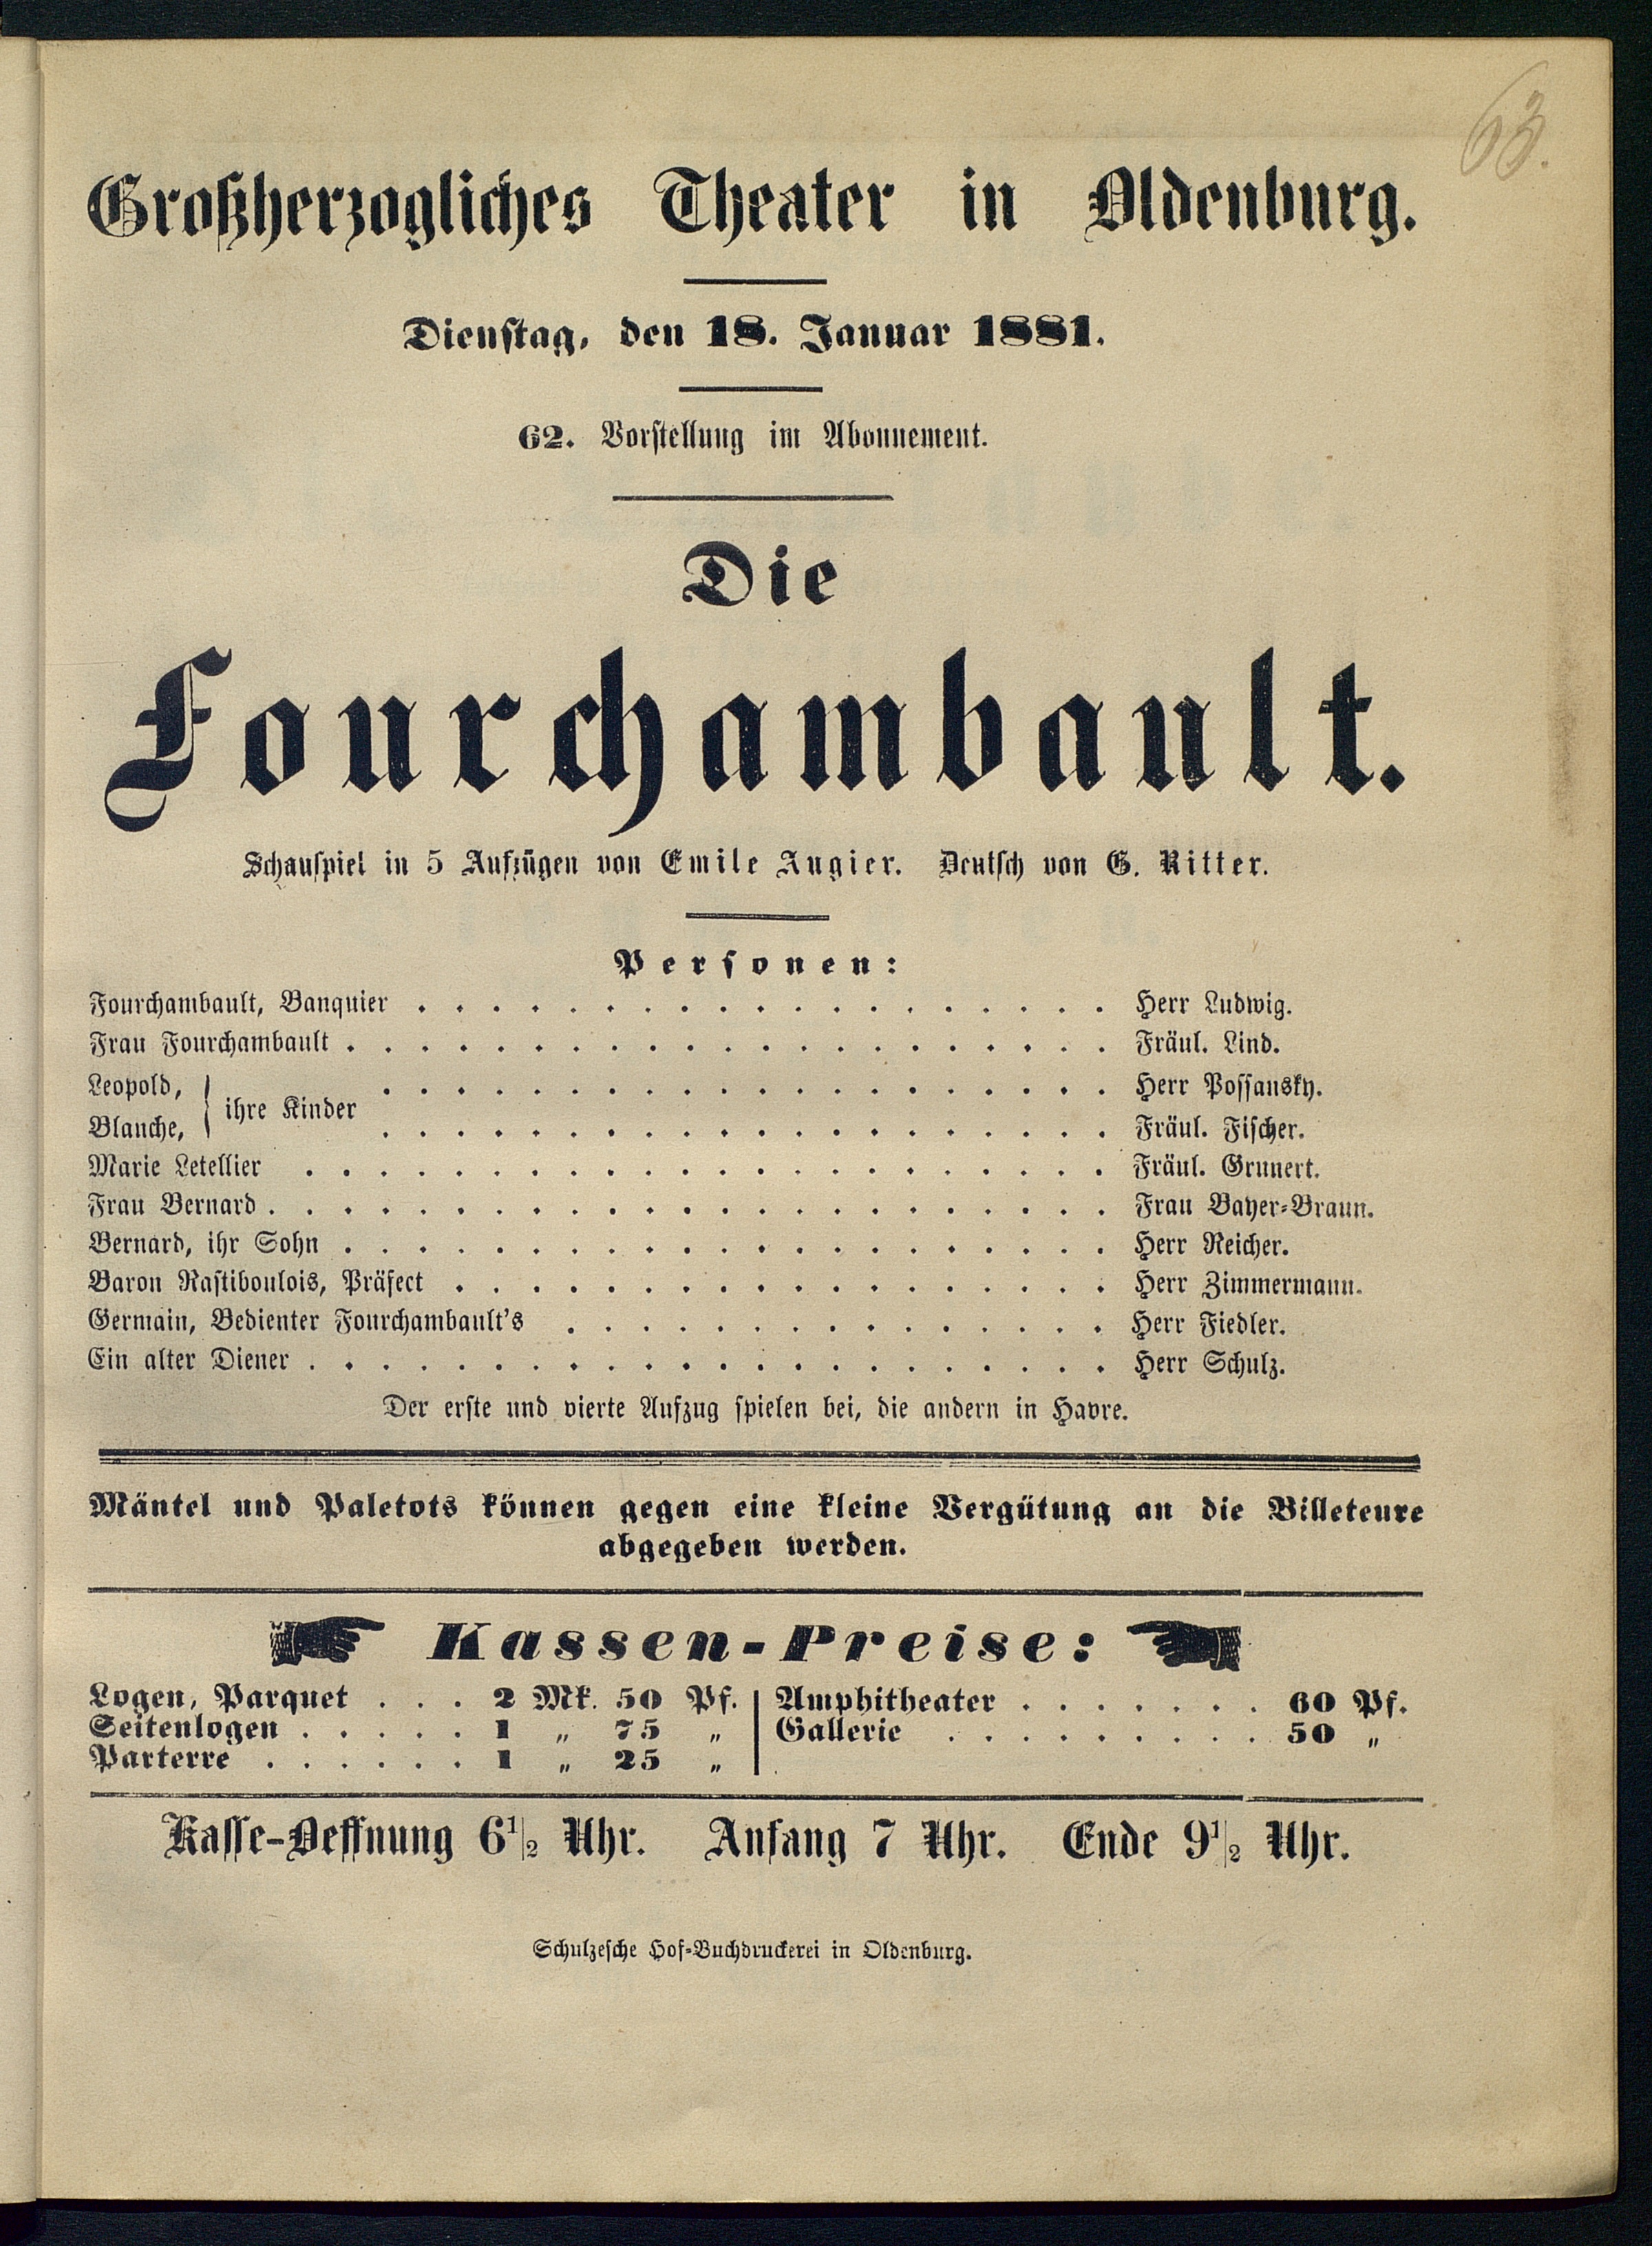 63.
Großherzogliches Theater in Oldenburg.
Dienstag, den 18. Januar 1881.
62. Vorstellung im Abonnement.
Die
Fourchambault.
Schauspiel in 5 Aufzügen von Emile Augier. Deutsch von G. Ritter.
Personen:
Fourchambault, Banquier . . . . . . . . . . . . . . . . . . . Herr Ludwig.
Frau Fourchambault . . . . . . . . . . . . . . . . . . . . . Fräul. Lind.
Leopold, . . . . . . . . . . . . . . . . . . . . Herr Possansky.
ihre Kinder
Blanche, . . . . . . . . . . . . . . . . . . . . Fräul. Fischer.
Marie Letellier . . . . . . . . . . . . . . . . . . . . . . Fräul. Grunert.
Frau Bernard . . . . . . . . . . . . . . . . . . . . . . . Frau Bayer-Braun.
Bernard, ihr Sohn . . . . . . . . . . . . . . . . . . . . . Herr Reicher.
Baron Rastiboulois, Präfect . . . . . . . . . . . . . . . . . . Herr Zimmermann.
Germain, Bedienter Fourchambault's . . . . . . . . . . . . . . . Herr Fiedler.
Ein alter Diener . . . . . . . . . . . . . . . . . . . . . . Herr Schulz.
Der erste und vierte Aufzug spielen bei, die andern in Havre.
Mäntel und Paletots können gegen eine kleine Vergütung an die Billeteure
abgegeben werden.
Kassen-Preise:
Logen, Parquet . . . 2 Mk. 50 Pf. | Amphitheater . . . . . . . 60 Pf.
Seitenlogen . . . . . 1 „ 75 „ | Gallerie . . . . . . . . . 50 „
Parterre . . . . . . 1 „ 25 „
Kasse-Oeffnung 6½ Uhr. Anfang 7 Uhr. Ende 9½ Uhr.
Schulzesche Hof-Buchdruckerei in Oldenburg.